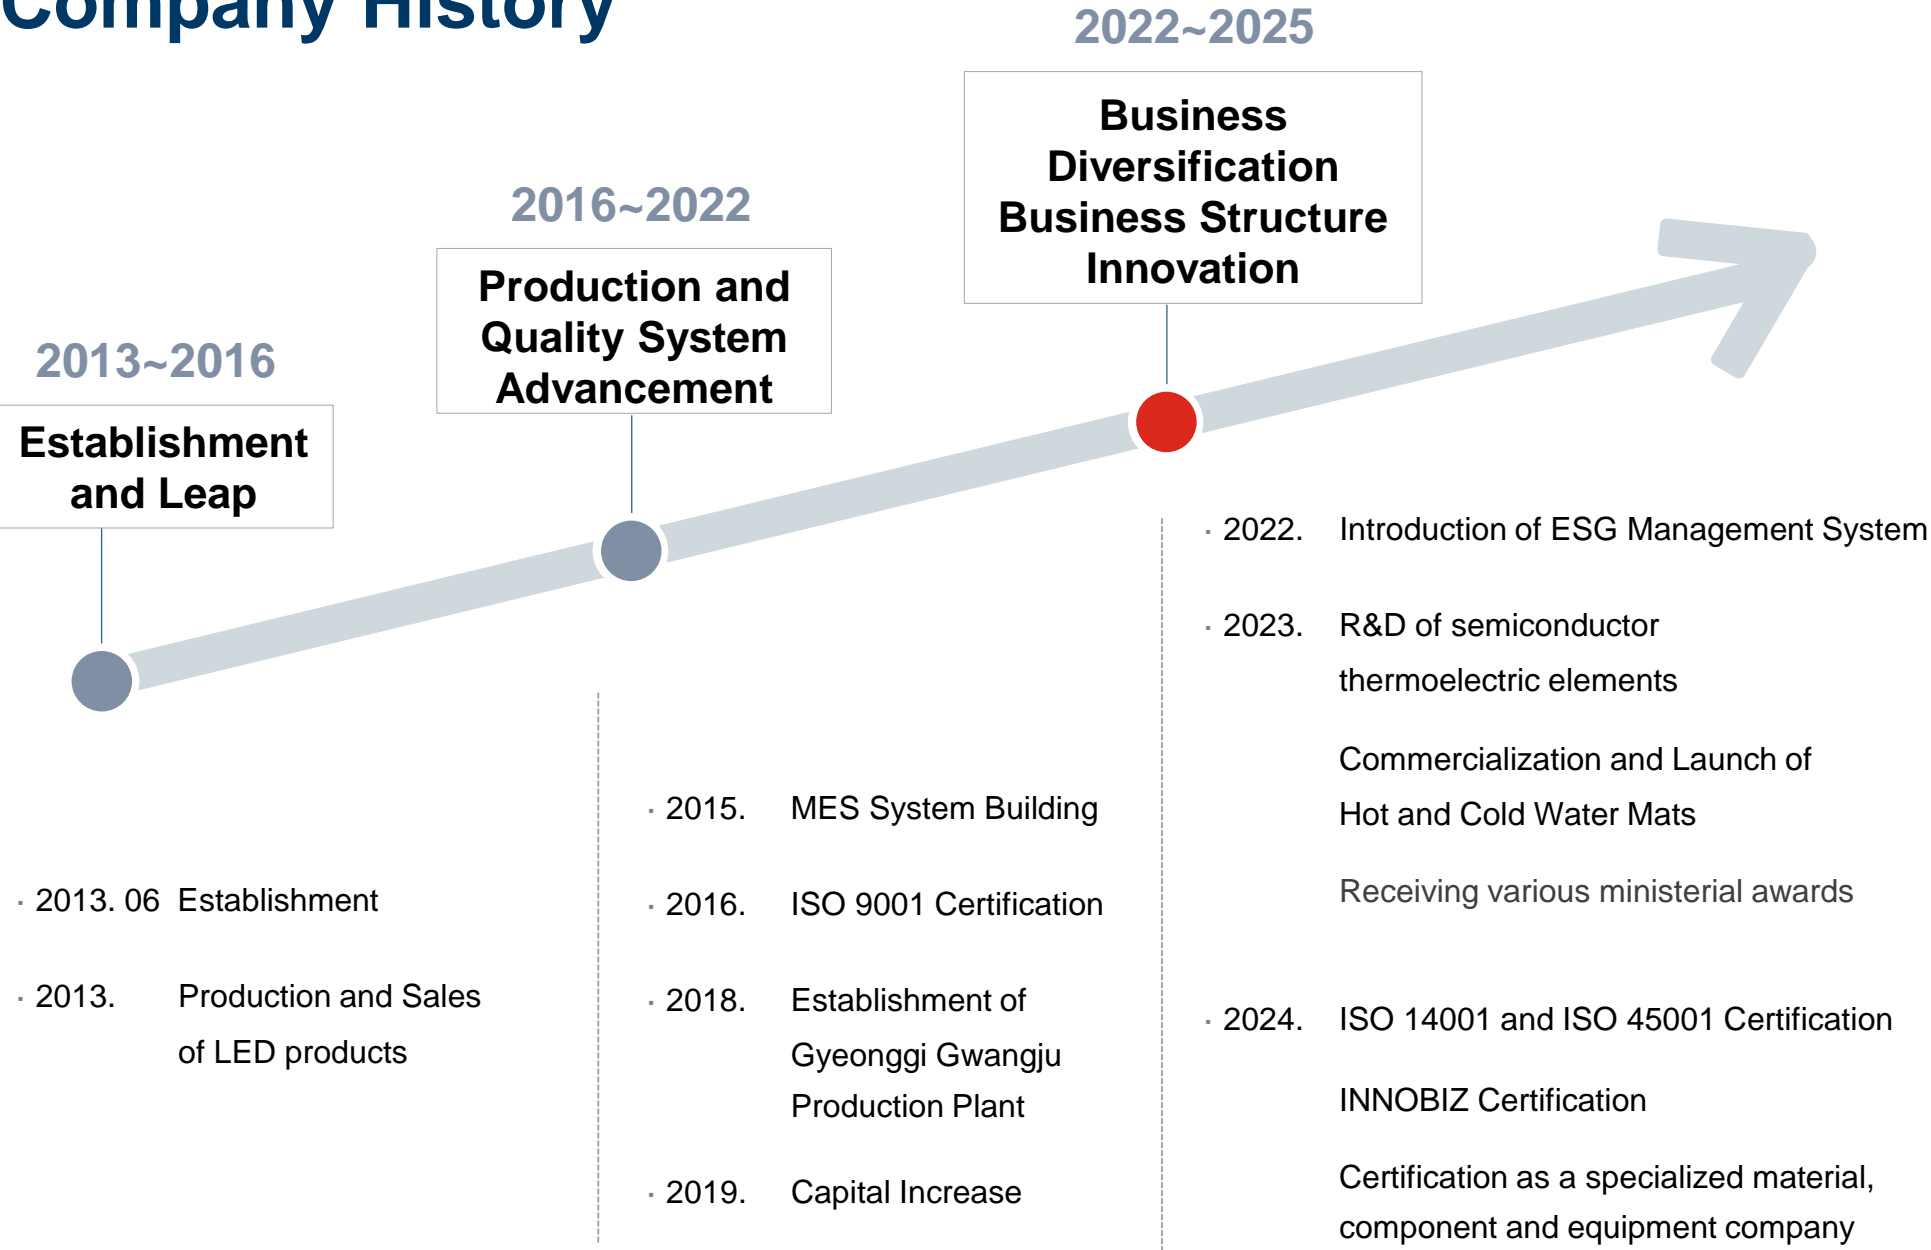 Company History
2013~2016
Establishment
and Leap
· 2013. 06 Establishment
· 2013. Production and Sales
of LED products
2016~2022
Production and
Quality System
Advancement
· 2015. MES System Building
· 2016. ISO 9001 Certification
· 2018. Establishment of
Gyeonggi Gwangju
Production Plant
· 2019. Capital Increase
2022~2025
Business
Diversification
Business Structure
Innovation
· 2022. Introduction of ESG Management System
· 2023. R&D of semiconductor
thermoelectric elements
Commercialization and Launch of
Hot and Cold Water Mats
Receiving various ministerial awards
· 2024. ISO 14001 and ISO 45001 Certification
INNOBIZ Certification
Certification as a specialized material,
component and equipment company